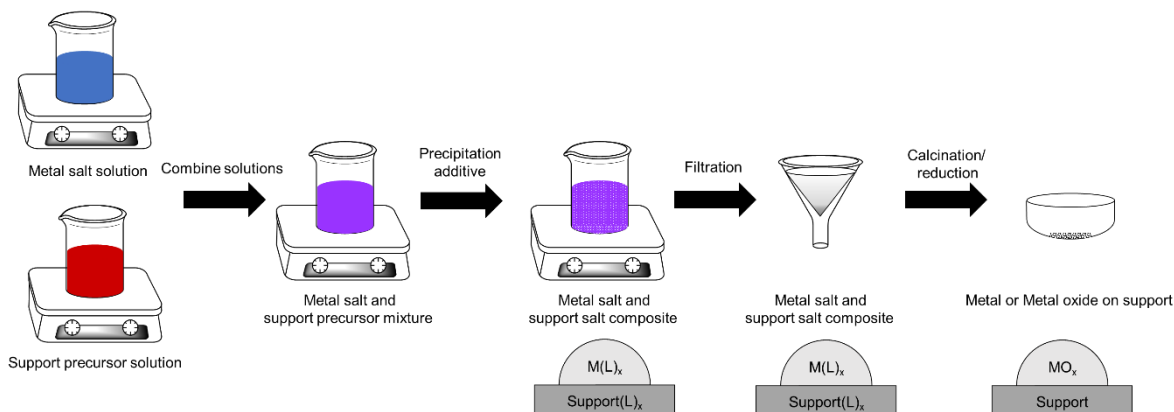 Metal salt solution
Combine solutions
Support precursor solution
Metal salt and
support precursor mixture
Precipitation
additive
Metal salt and
support salt composite
M(L)ₓ
Support(L)ₓ
Filtration
Metal salt and
support salt composite
M(L)ₓ
Support(L)ₓ
Calcination/
reduction
Metal or Metal oxide on support
MOₓ
Support